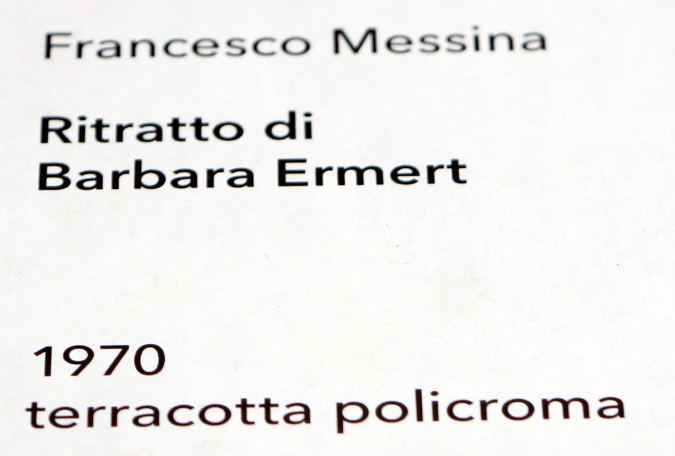 Francesco Messina
Ritratto di
Barbara Ermert
1970
terracotta policroma